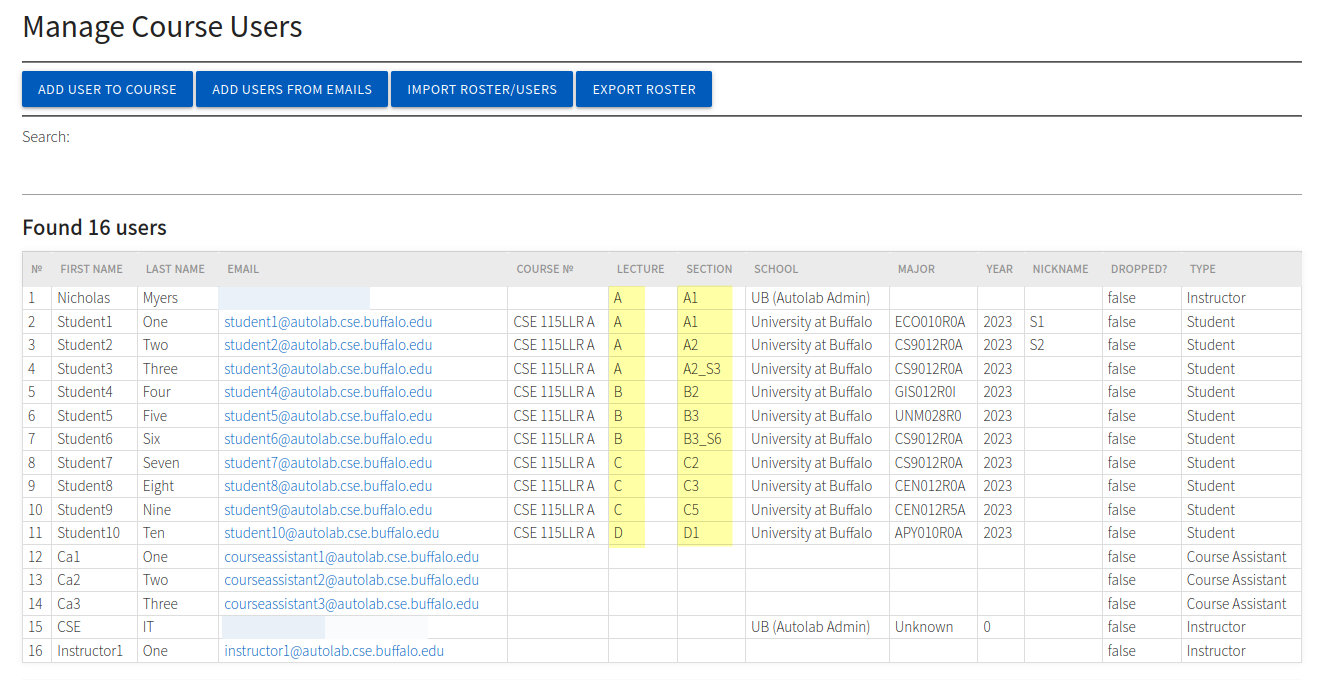 Manage Course Users
ADD USER TO COURSE ADD USERS FROM EMAILS IMPORT ROSTER/USERS EXPORT ROSTER
Search:
Found 16 users
№ FIRST NAME LAST NAME EMAIL COURSE № LECTURE SECTION SCHOOL MAJOR YEAR NICKNAME DROPPED? TYPE
1 Nicholas Myers A A1 UB (Autolab Admin) false Instructor
2 Student1 One student1@autolab.cse.buffalo.edu CSE 115LLR A A A1 University at Buffalo ECO010R0A 2023 S1 false Student
3 Student2 Two student2@autolab.cse.buffalo.edu CSE 115LLR A A A2 University at Buffalo CS9012R0A 2023 S2 false Student
4 Student3 Three student3@autolab.cse.buffalo.edu CSE 115LLR A A A2_S3 University at Buffalo CS9012R0A 2023 false Student
5 Student4 Four student4@autolab.cse.buffalo.edu CSE 115LLR A B B2 University at Buffalo GIS012R0I 2023 false Student
6 Student5 Five student5@autolab.cse.buffalo.edu CSE 115LLR A B B3 University at Buffalo UNM028R0 2023 false Student
7 Student6 Six student6@autolab.cse.buffalo.edu CSE 115LLR A B B3_S6 University at Buffalo CS9012R0A 2023 false Student
8 Student7 Seven student7@autolab.cse.buffalo.edu CSE 115LLR A C C2 University at Buffalo CS9012R0A 2023 false Student
9 Student8 Eight student8@autolab.cse.buffalo.edu CSE 115LLR A C C3 University at Buffalo CEN012R0A 2023 false Student
10 Student9 Nine student9@autolab.cse.buffalo.edu CSE 115LLR A C C5 University at Buffalo CEN012R5A 2023 false Student
11 Student10 Ten student10@autolab.cse.buffalo.edu CSE 115LLR A D D1 University at Buffalo APY010R0A 2023 false Student
12 Ca1 One courseassistant1@autolab.cse.buffalo.edu false Course Assistant
13 Ca2 Two courseassistant2@autolab.cse.buffalo.edu false Course Assistant
14 Ca3 Three courseassistant3@autolab.cse.buffalo.edu false Course Assistant
15 CSE IT UB (Autolab Admin) Unknown 0 false Instructor
16 Instructor1 One instructor1@autolab.cse.buffalo.edu false Instructor